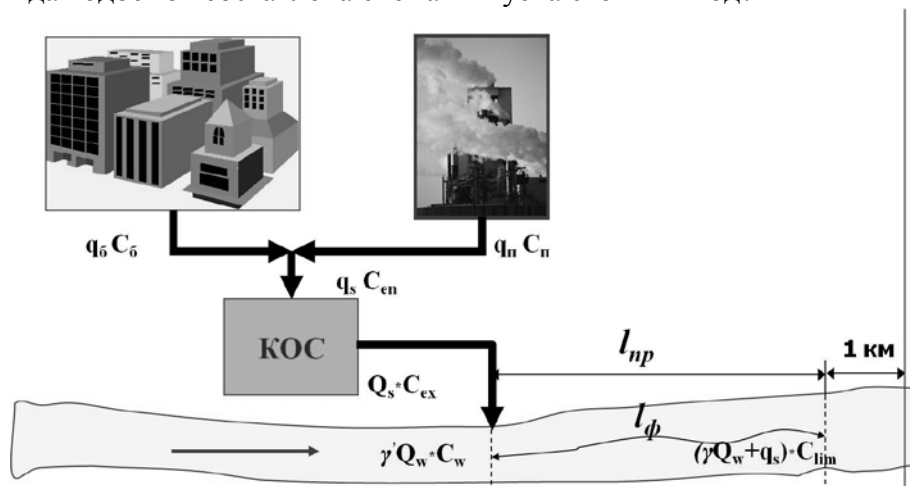 q_б C_б
q_п C_п
q_s C_en
КОС
Q_s*C_ex
l_пр
1 км
l_ф
γ'Q_w*C_w
(γQ_w+q_s)*C_lim